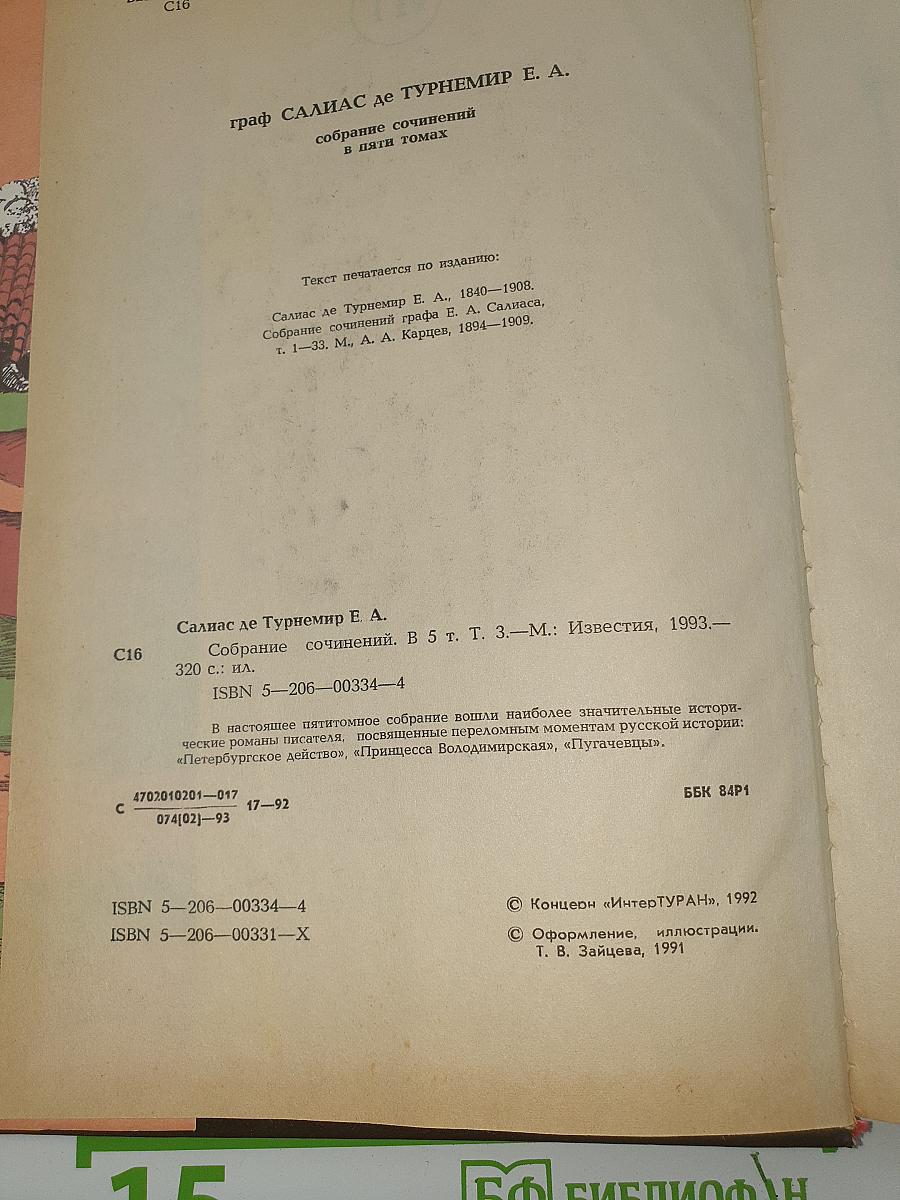 С16
граф САЛИАС де ТУРНЕМИР Е. А.
собрание сочинений
в пяти томах
Текст печатается по изданию:
Салиас де Турнемир Е. А., 1840—1908.
Собрание сочинений графа Е. А. Салиаса,
т. 1—33. М., А. А. Карцев, 1894—1909.
Салиас де Турнемир Е. А.
С16
Собрание сочинений. В 5 т. Т. 3.—М.: Известия, 1993.—
320 с.: ил.
ISBN 5—206—00334—4
В настоящее пятитомное собрание вошли наиболее значительные истори-
ческие романы писателя, посвященные переломным моментам русской истории:
«Петербургское действо», «Принцесса Володимирская», «Пугачевцы».
С 4702010201—017 17—92
074[02]—93
ББК 84Р1
ISBN 5—206—00334—4
ISBN 5—206—00331—X
© Концерн «ИнтерТУРАН», 1992
© Оформление, иллюстрации.
Т. В. Зайцева, 1991
15
БФ БИБЛИОФИЛ